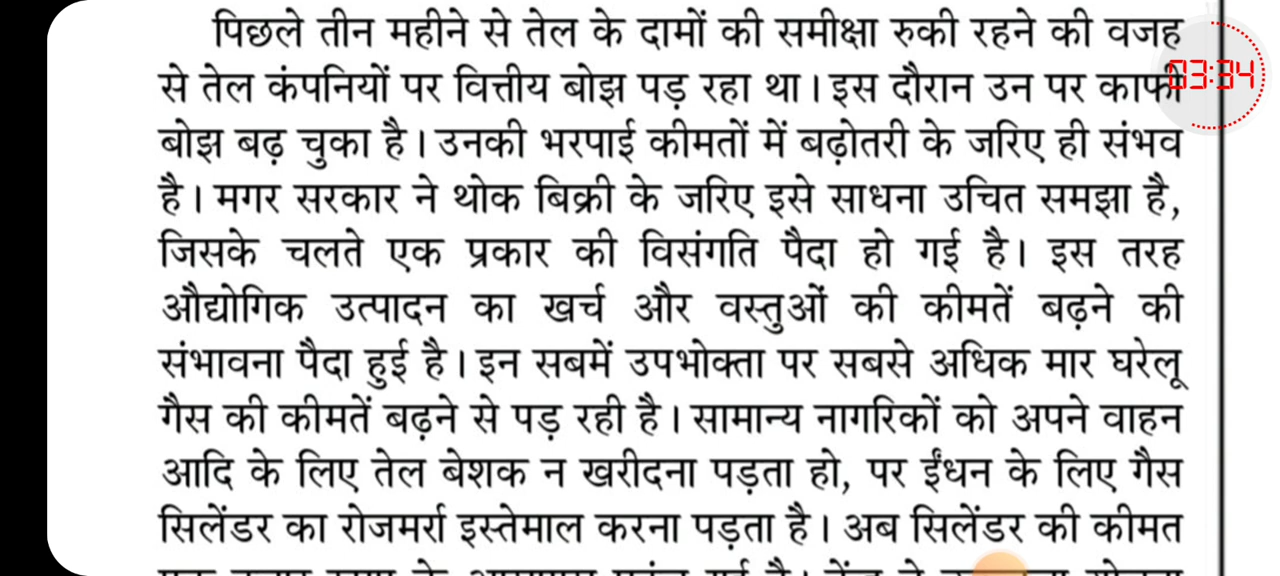 पिछले तीन महीने से तेल के दामों की समीक्षा रुकी रहने की वजह
03:34
से तेल कंपनियों पर वित्तीय बोझ पड़ रहा था। इस दौरान उन पर काफी
बोझ बढ़ चुका है। उनकी भरपाई कीमतों में बढ़ोतरी के जरिए ही संभव
है। मगर सरकार ने थोक बिक्री के जरिए इसे साधना उचित समझा है,
जिसके चलते एक प्रकार की विसंगति पैदा हो गई है। इस तरह
औद्योगिक उत्पादन का खर्च और वस्तुओं की कीमतें बढ़ने की
संभावना पैदा हुई है। इन सबमें उपभोक्ता पर सबसे अधिक मार घरेलू
गैस की कीमतें बढ़ने से पड़ रही है। सामान्य नागरिकों को अपने वाहन
आदि के लिए तेल बेशक न खरीदना पड़ता हो, पर ईंधन के लिए गैस
सिलेंडर का रोजमर्रा इस्तेमाल करना पड़ता है। अब सिलेंडर की कीमत